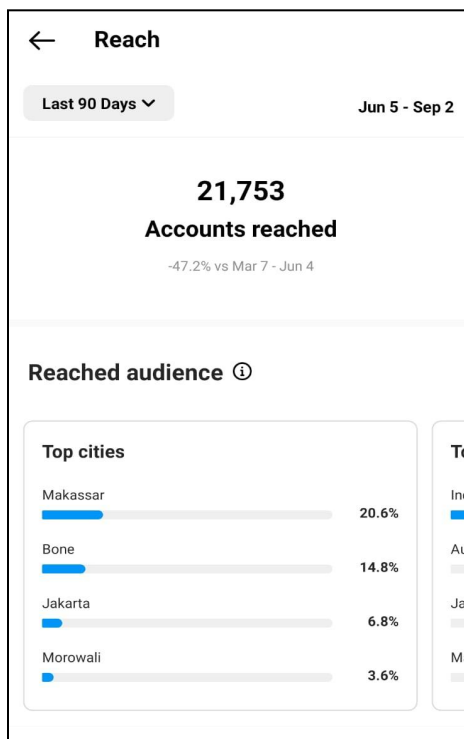 Reach
Last 90 Days
Jun 5 - Sep 2
21,753
Accounts reached
-47.2% vs Mar 7 - Jun 4
Reached audience
Top cities
Makassar
20.6%
Bone
14.8%
Jakarta
6.8%
Morowali
3.6%